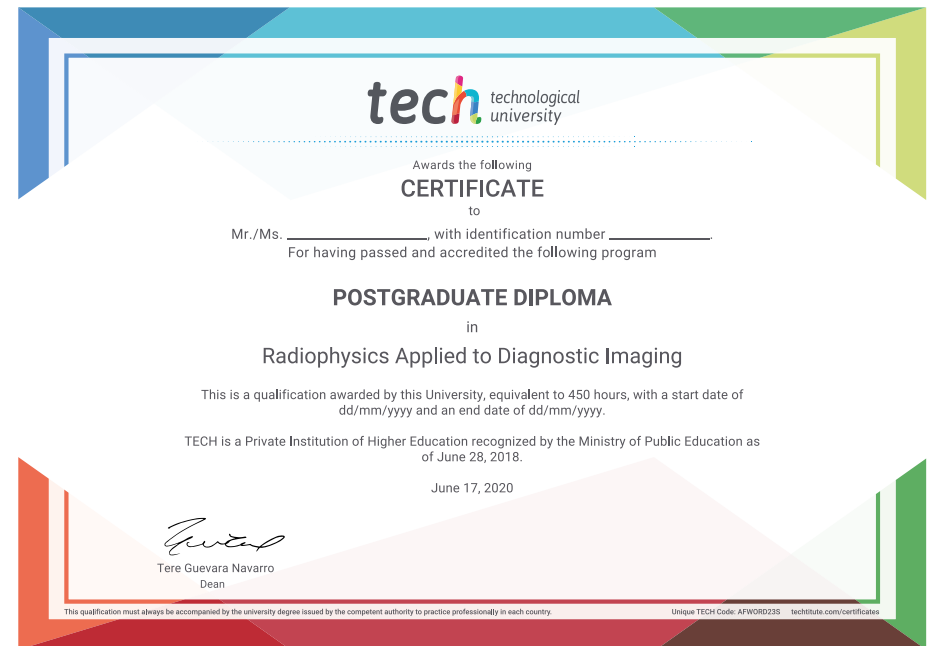 tech technological
university
Awards the following
CERTIFICATE
to
Mr./Ms. ____________________, with identification number ______________.
For having passed and accredited the following program
POSTGRADUATE DIPLOMA
in
Radiophysics Applied to Diagnostic Imaging
This is a qualification awarded by this University, equivalent to 450 hours, with a start date of
dd/mm/yyyy and an end date of dd/mm/yyyy.
TECH is a Private Institution of Higher Education recognized by the Ministry of Public Education as
of June 28, 2018.
June 17, 2020
Tere Guevara Navarro
Dean
This qualification must always be accompanied by the university degree issued by the competent authority to practice professionally in each country. Unique TECH Code: AFWORD23S techtitute.com/certificates